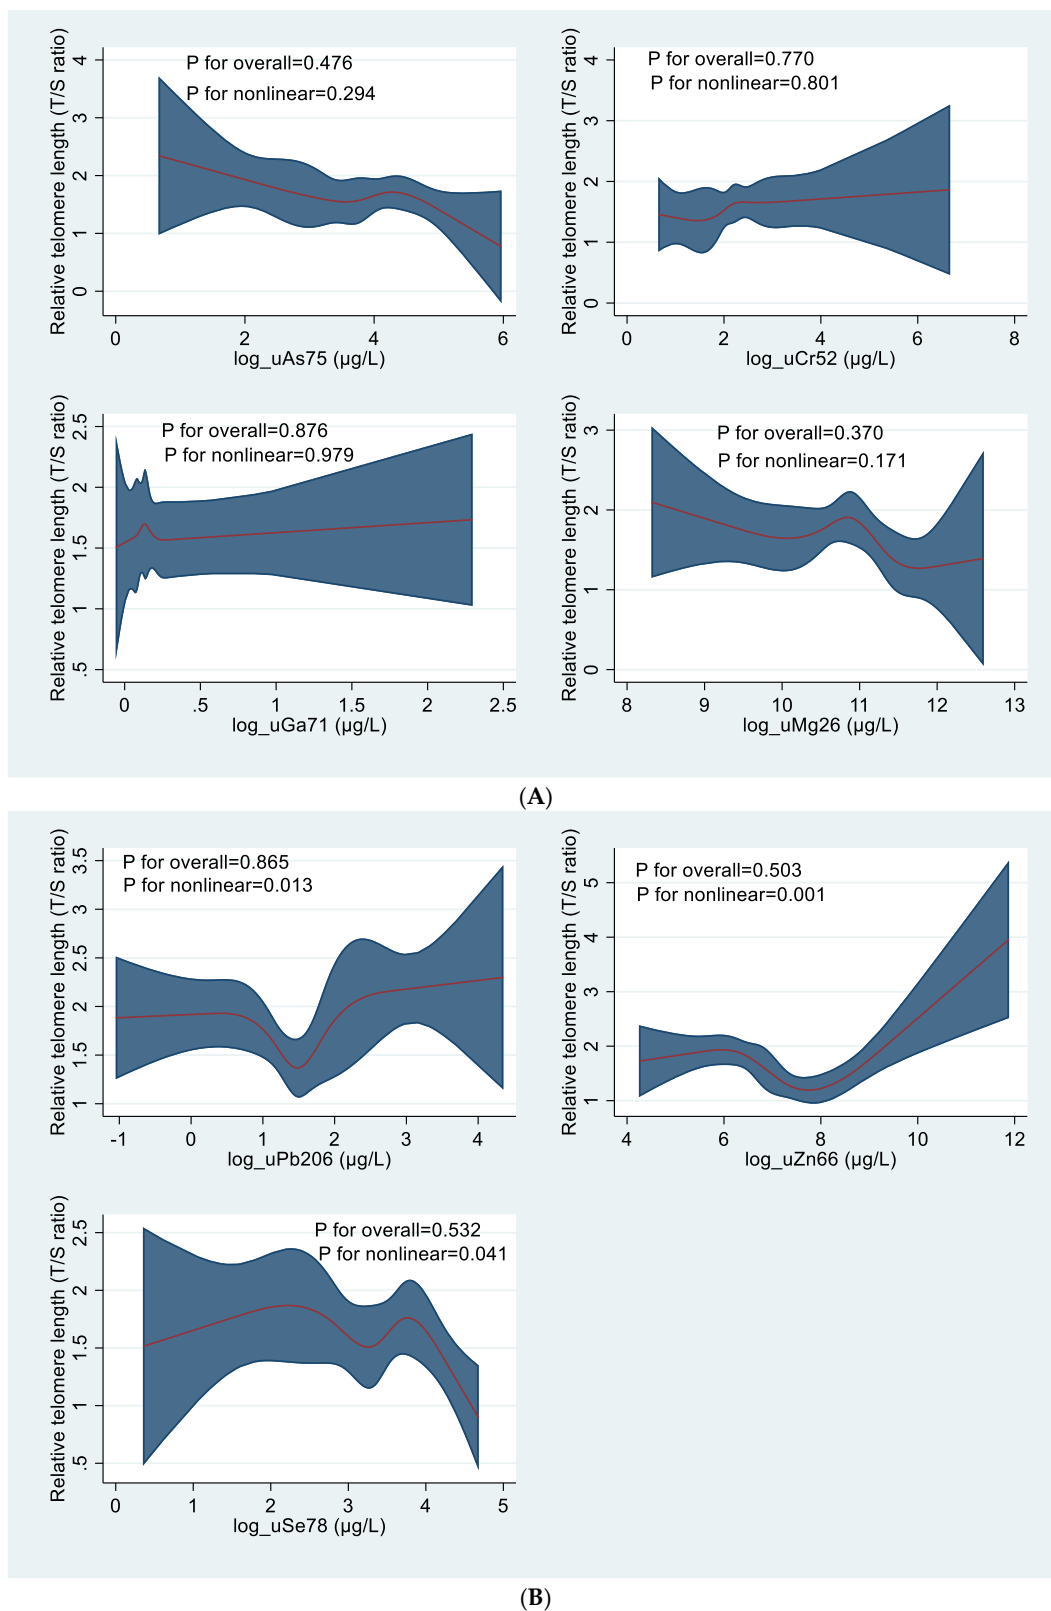 Relative telomere length (T/S ratio)
P for overall=0.476
P for nonlinear=0.294
4
3
2
1
0
0 2 4 6
log_uAs75 (µg/L)
Relative telomere length (T/S ratio)
P for overall=0.770
P for nonlinear=0.801
4
3
2
1
0
0 2 4 6 8
log_uCr52 (µg/L)
Relative telomere length (T/S ratio)
P for overall=0.876
P for nonlinear=0.979
2.5
2
1.5
1
.5
0 .5 1 1.5 2 2.5
log_uGa71 (µg/L)
Relative telomere length (T/S ratio)
P for overall=0.370
P for nonlinear=0.171
3
2
1
0
8 9 10 11 12 13
log_uMg26 (µg/L)
(A)
Relative telomere length (T/S ratio)
P for overall=0.865
P for nonlinear=0.013
3.5
3
2.5
2
1.5
1
-1 0 1 2 3 4
log_uPb206 (µg/L)
Relative telomere length (T/S ratio)
P for overall=0.503
P for nonlinear=0.001
5
4
3
2
1
4 6 8 10 12
log_uZn66 (µg/L)
Relative telomere length (T/S ratio)
P for overall=0.532
P for nonlinear=0.041
2.5
2
1.5
1
.5
0 1 2 3 4 5
log_uSe78 (µg/L)
(B)